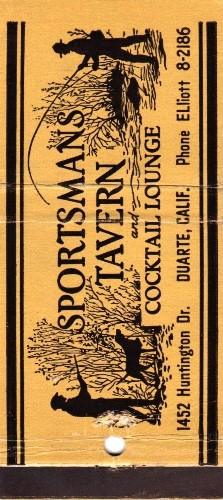 SPORTSMANS
TAVERN
and
COCKTAIL LOUNGE
1452 Huntington Dr. DUARTE, CALIF. Phone ELliott 8-2186